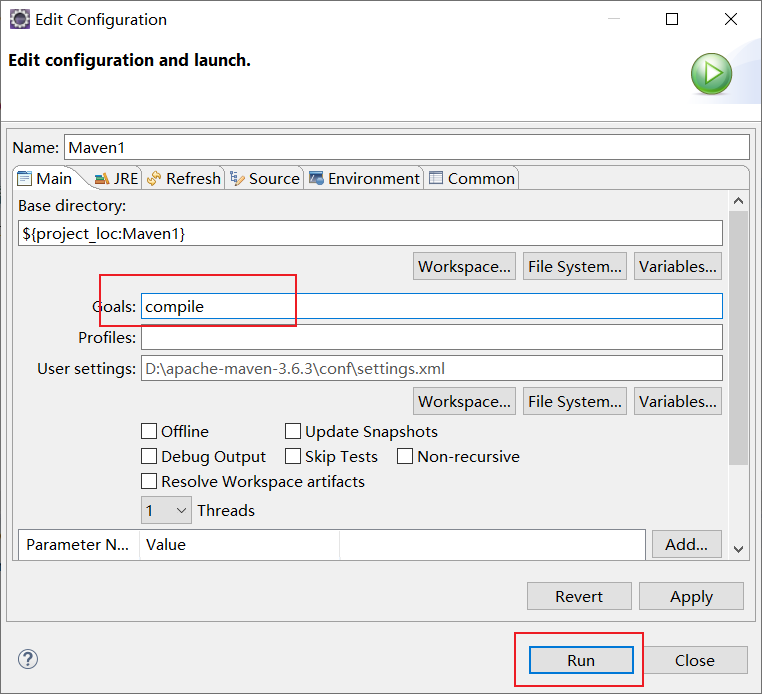 Edit Configuration
Edit configuration and launch.
Name: Maven1
Main JRE Refresh Source Environment Common
Base directory:
${project_loc:Maven1}
Workspace... File System... Variables...
Goals: compile
Profiles:
User settings: D:\apache-maven-3.6.3\conf\settings.xml
Workspace... File System... Variables...
Offline Update Snapshots
Debug Output Skip Tests Non-recursive
Resolve Workspace artifacts
1 Threads
Parameter N... Value Add...
Revert Apply
? Run Close